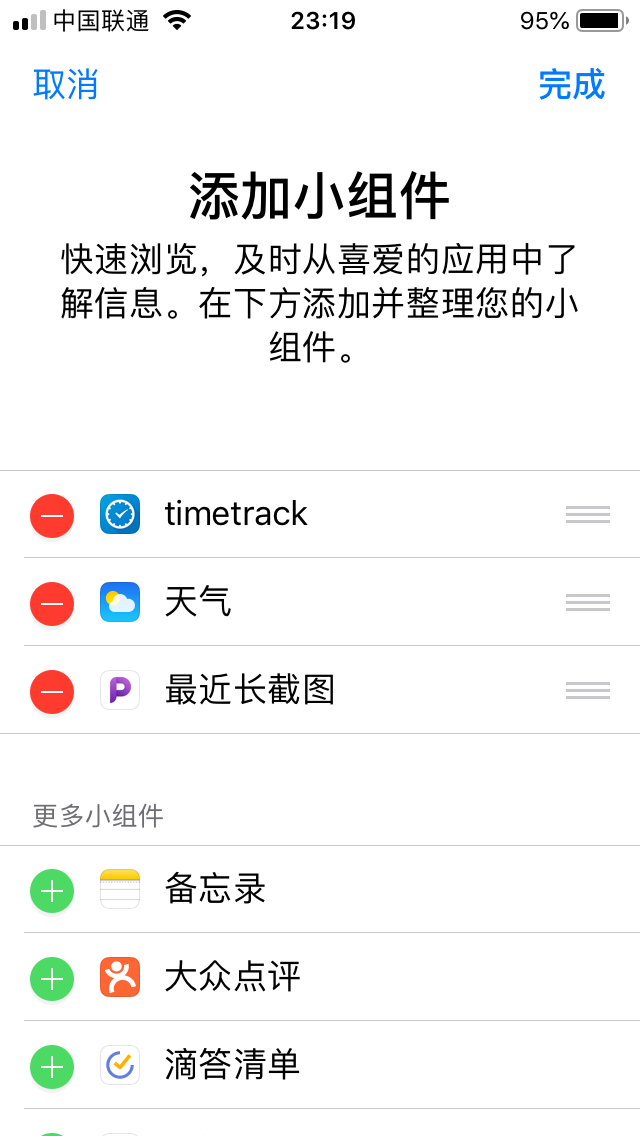 中国联通 23:19 95%
取消 完成
添加小组件
快速浏览，及时从喜爱的应用中了
解信息。在下方添加并整理您的小
组件。
timetrack
天气
最近长截图
更多小组件
备忘录
大众点评
滴答清单